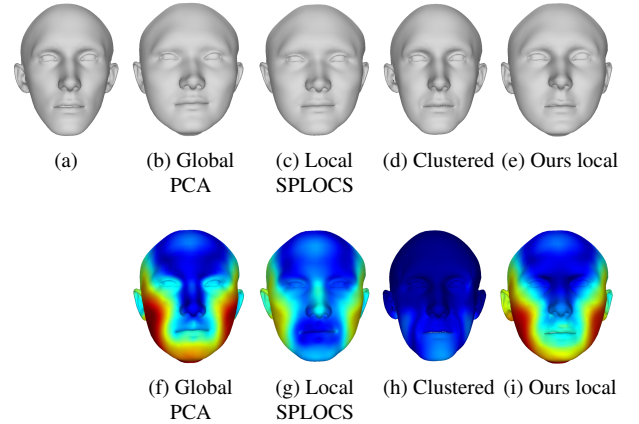 (a)
(b) Global PCA
(c) Local SPLOCS
(d) Clustered
(e) Ours local
(f) Global PCA
(g) Local SPLOCS
(h) Clustered
(i) Ours local